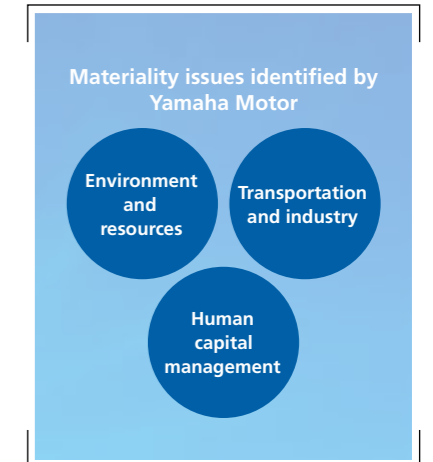 Materiality issues identified by
Yamaha Motor
Environment
and
resources
Transportation
and industry
Human
capital
management